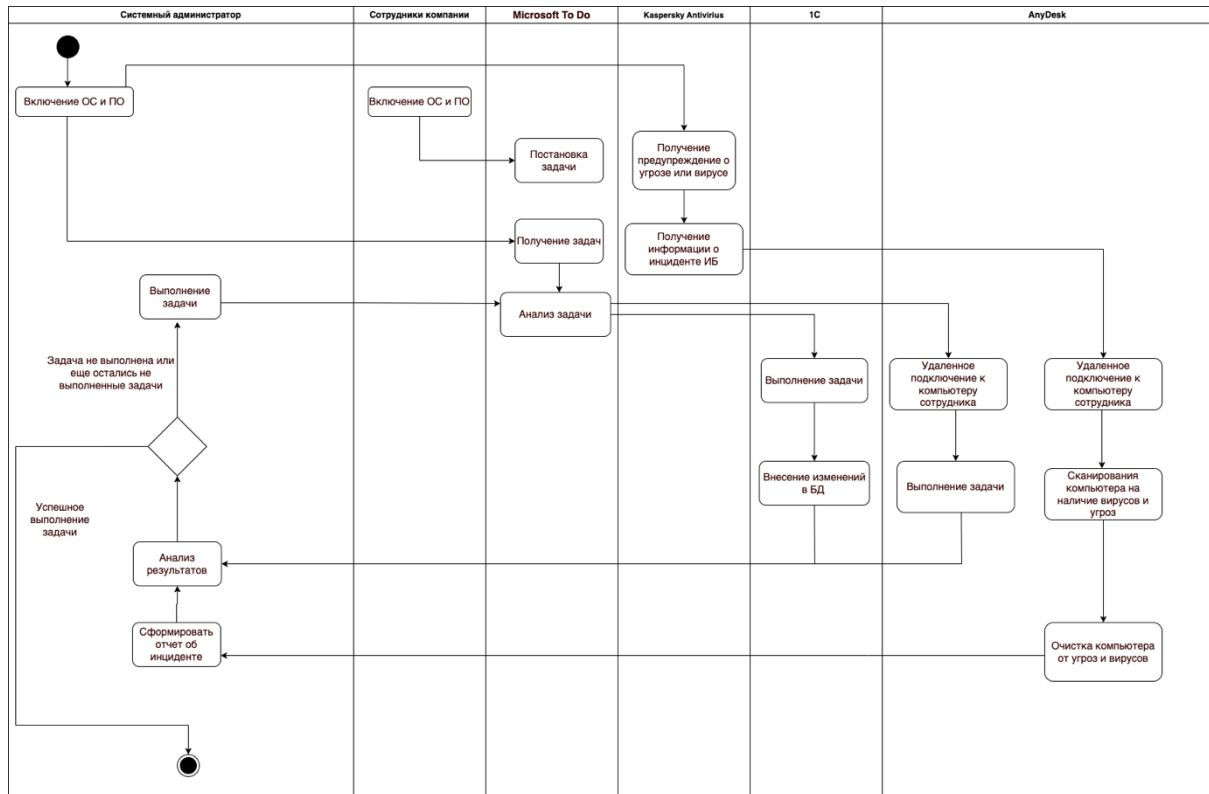 Системный администратор
Сотрудники компании
Microsoft To Do
Kaspersky Antivirius
1С
AnyDesk
Включение ОС и ПО
Включение ОС и ПО
Постановка
задачи
Получение
предупреждение о
угрозе или вирусе
Получение задач
Получение
информации о
инциденте ИБ
Выполнение
задачи
Анализ задачи
Задача не выполнена или
еще остались не
выполненные задачи
Выполнение задачи
Удаленное
подключение к
компьютеру
сотрудника
Удаленное
подключение к
компьютеру
сотрудника
Внесение изменений
в БД
Выполнение задачи
Сканирования
компьютера на
наличие вирусов и
угроз
Успешное
выполнение
задачи
Анализ
результатов
Сформировать
отчет об
инциденте
Очистка компьютера
от угроз и вирусов